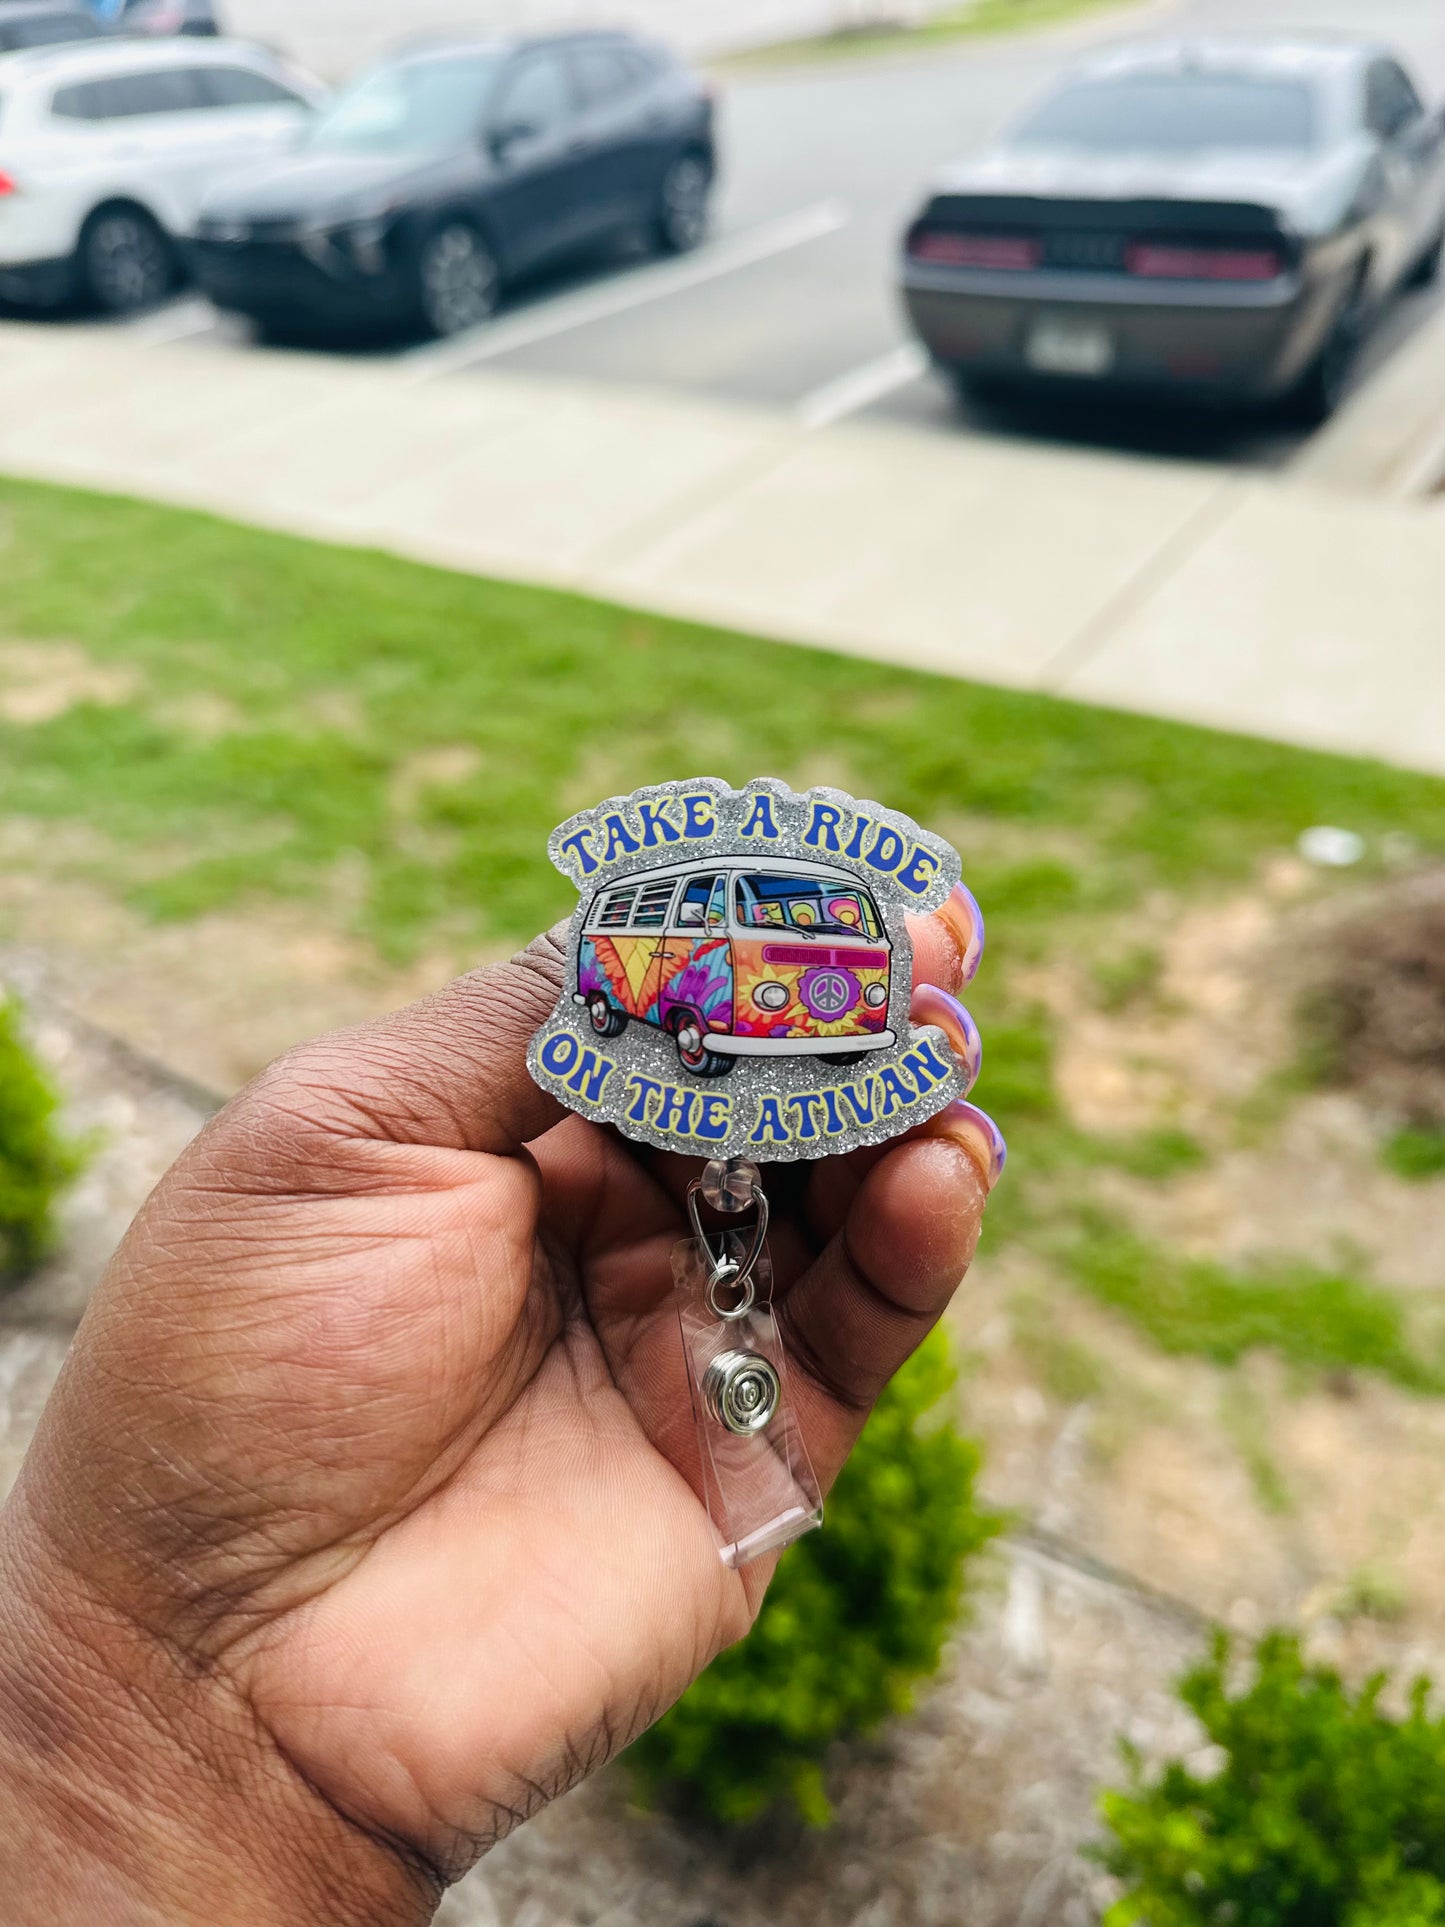 TAKE A RIDE
ON THE ATIVAN